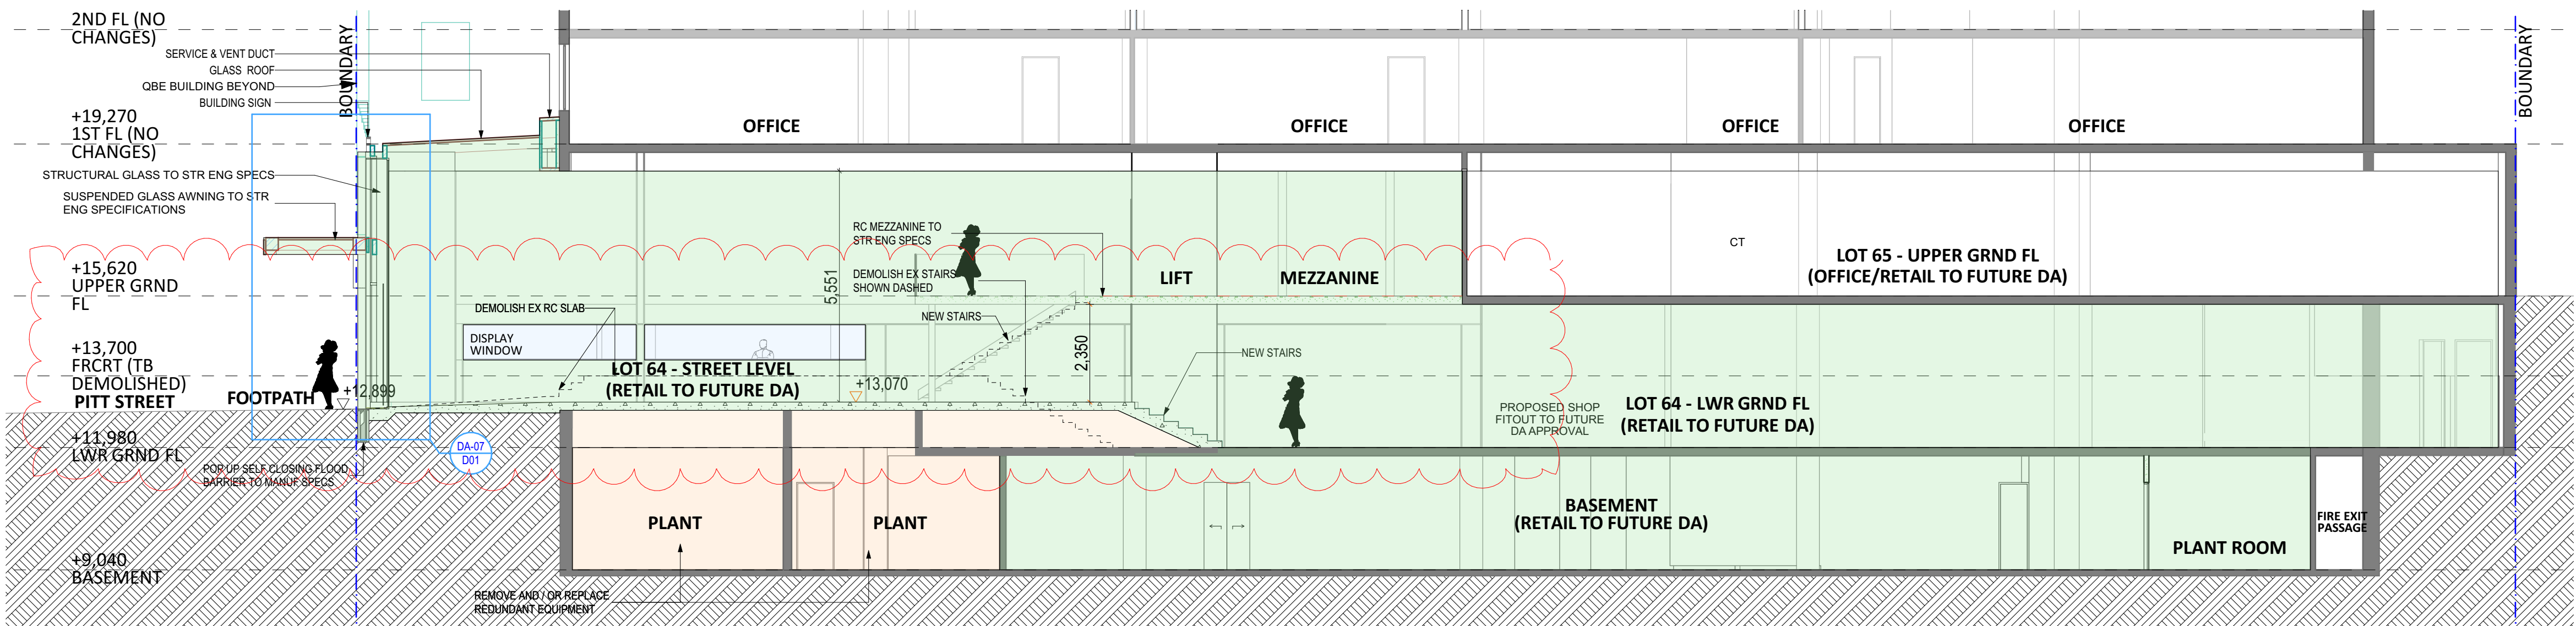 2ND FL (NO
CHANGES)
BOUNDARY
SERVICE & VENT DUCT
GLASS ROOF
QBE BUILDING BEYOND
BUILDING SIGN
BOUNDARY
+19,270
1ST FL (NO
CHANGES)
OFFICE
OFFICE
OFFICE
OFFICE
STRUCTURAL GLASS TO STR ENG SPECS
SUSPENDED GLASS AWNING TO STR
ENG SPECIFICATIONS
RC MEZZANINE TO
STR ENG SPECS
CT
+15,620
UPPER GRND
FL
5,551
DEMOLISH EX STAIRS
SHOWN DASHED
LIFT
MEZZANINE
LOT 65 - UPPER GRND FL
(OFFICE/RETAIL TO FUTURE DA)
DEMOLISH EX RC SLAB
NEW STAIRS
DISPLAY
WINDOW
2,350
NEW STAIRS
+13,700
FRCRT (TB
DEMOLISHED)
PITT STREET
FOOTPATH
+12,899
LOT 64 - STREET LEVEL
(RETAIL TO FUTURE DA)
+13,070
PROPOSED SHOP
FITOUT TO FUTURE
DA APPROVAL
LOT 64 - LWR GRND FL
(RETAIL TO FUTURE DA)
+11,980
LWR GRND FL
DA-07
D01
POP UP SELF CLOSING FLOOD
BARRIER TO MANUF SPECS
PLANT
PLANT
BASEMENT
(RETAIL TO FUTURE DA)
FIRE EXIT
PASSAGE
PLANT ROOM
+9,040
BASEMENT
REMOVE AND / OR REPLACE
REDUNDANT EQUIPMENT